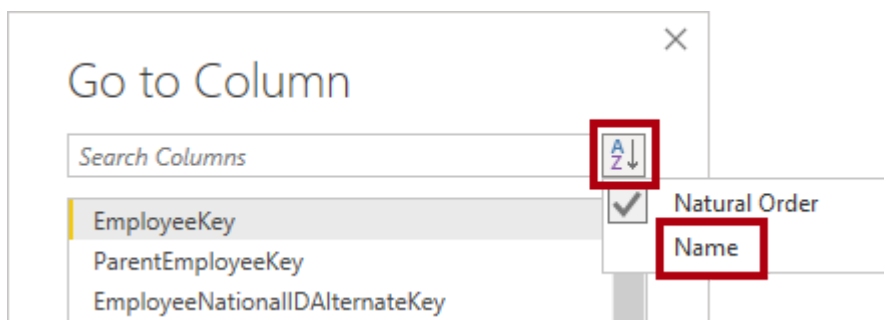 Go to Column
Search Columns
A
Z
Natural Order
Name
EmployeeKey
ParentEmployeeKey
EmployeeNationalIDAlternateKey